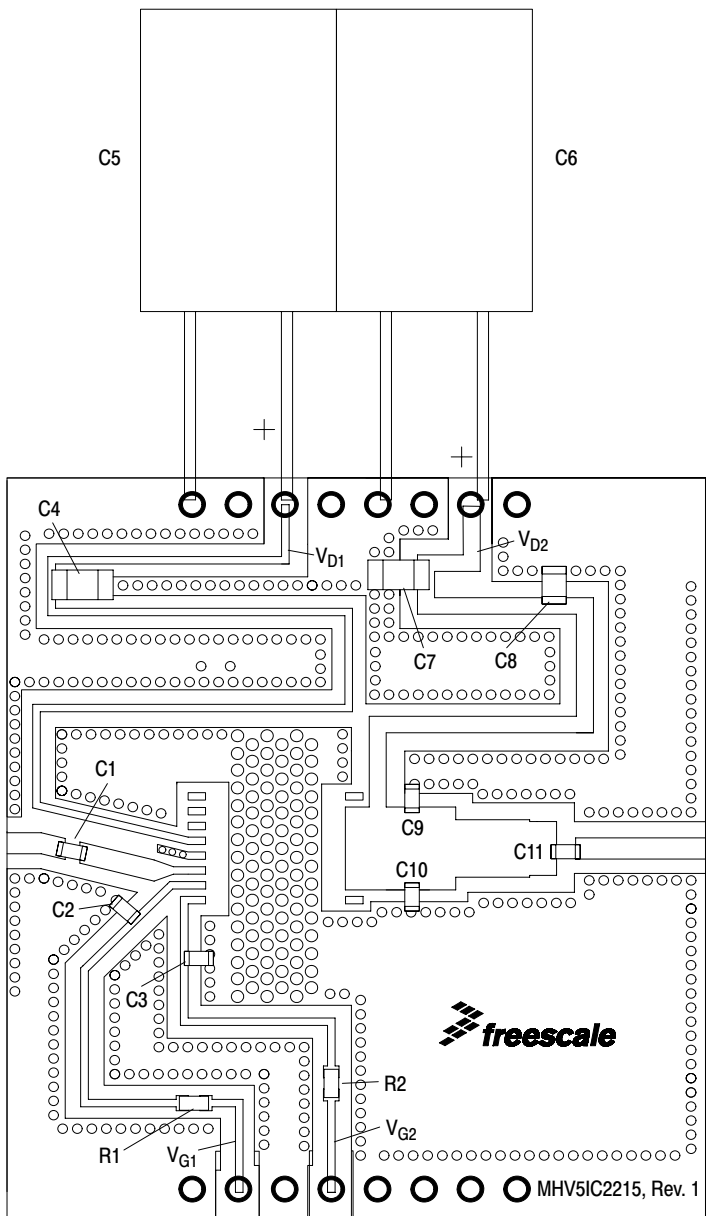 C5
C6
C4
VD1
VD2
C7
C8
C1
C9
C11
C10
C2
C3
freescale
R2
R1
VG1
VG2
MHV5IC2215, Rev. 1